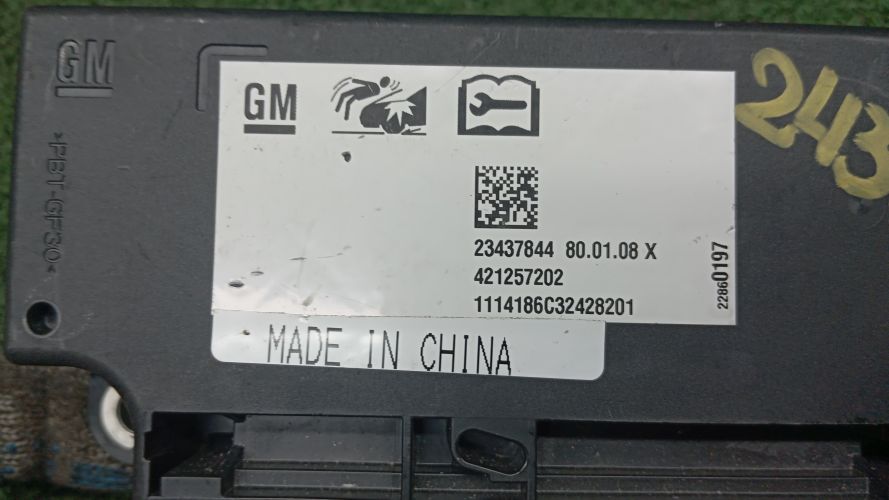 GM
>PBT-GF30<
GM
23437844 80.01.08 X
421257202
1114186C32428201
22860197
MADE IN CHINA
243